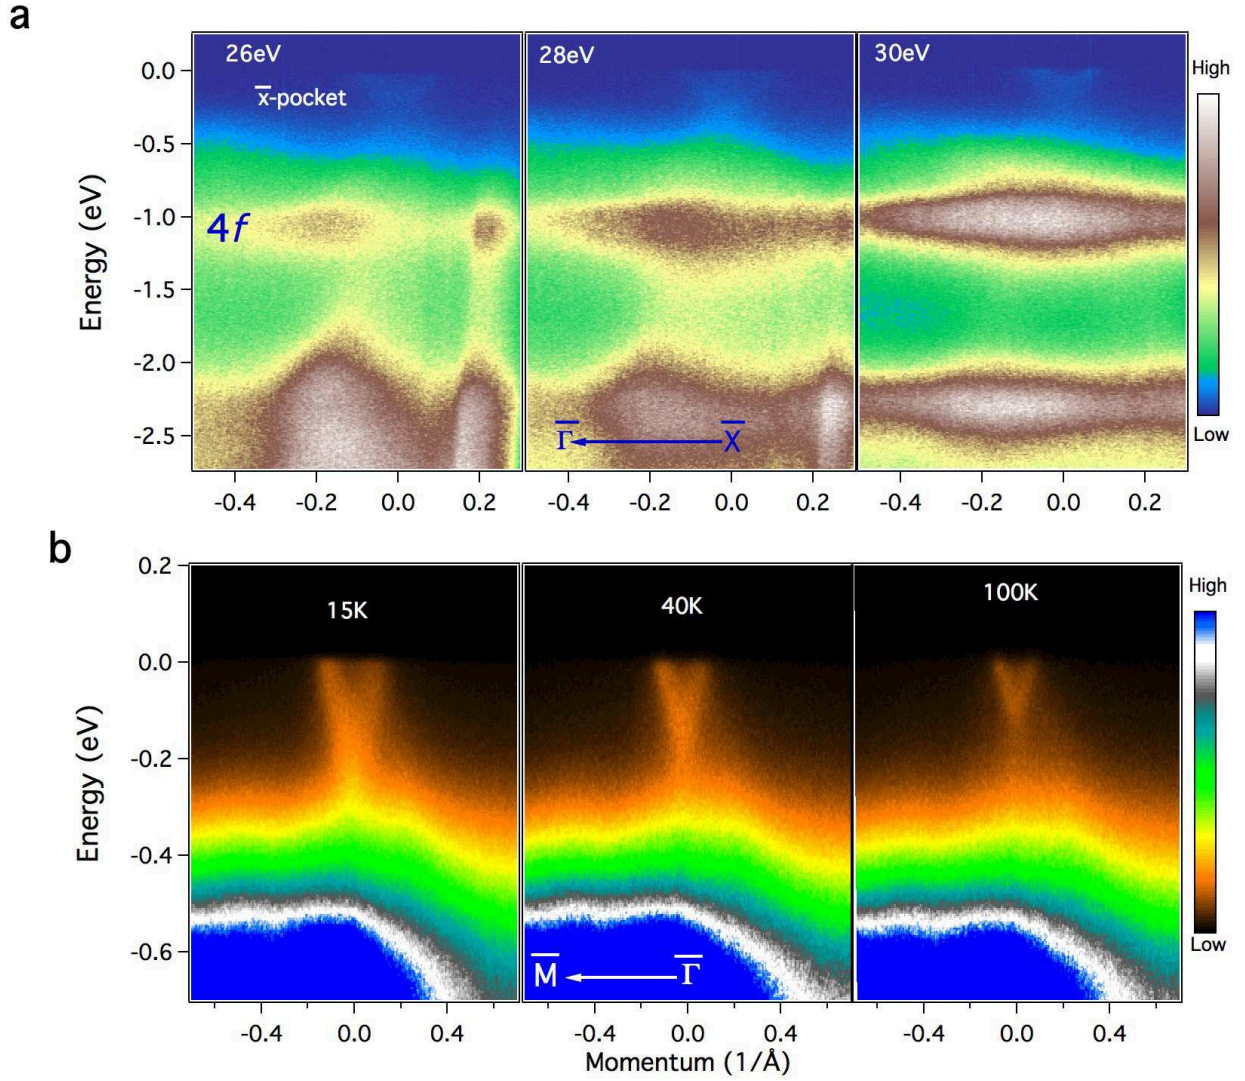 a
26eV
28eV
30eV
x̅-pocket
4f
Γ̅
X̅
Energy (eV)
0.0
-0.5
-1.0
-1.5
-2.0
-2.5
-0.4 -0.2 0.0 0.2
-0.4 -0.2 0.0 0.2
-0.4 -0.2 0.0 0.2
High
Low
b
15K
40K
100K
M̅
Γ̅
Energy (eV)
0.2
0.0
-0.2
-0.4
-0.6
-0.4 0.0 0.4
-0.4 0.0 0.4
-0.4 0.0 0.4
Momentum (1/Å)
High
Low